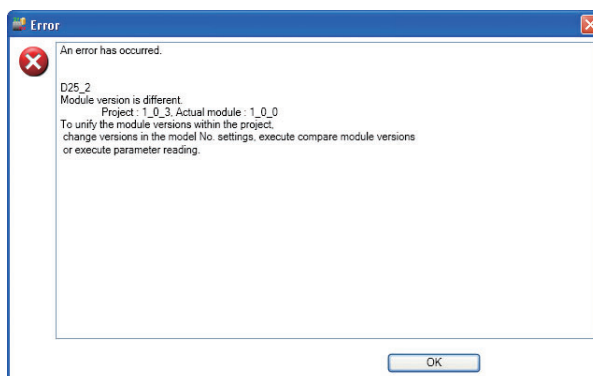 Error
An error has occurred.
D25_2
Module version is different.
Project : 1_0_3, Actual module : 1_0_0
To unify the module versions within the project,
change versions in the model No. settings, execute compare module versions
or execute parameter reading.
OK